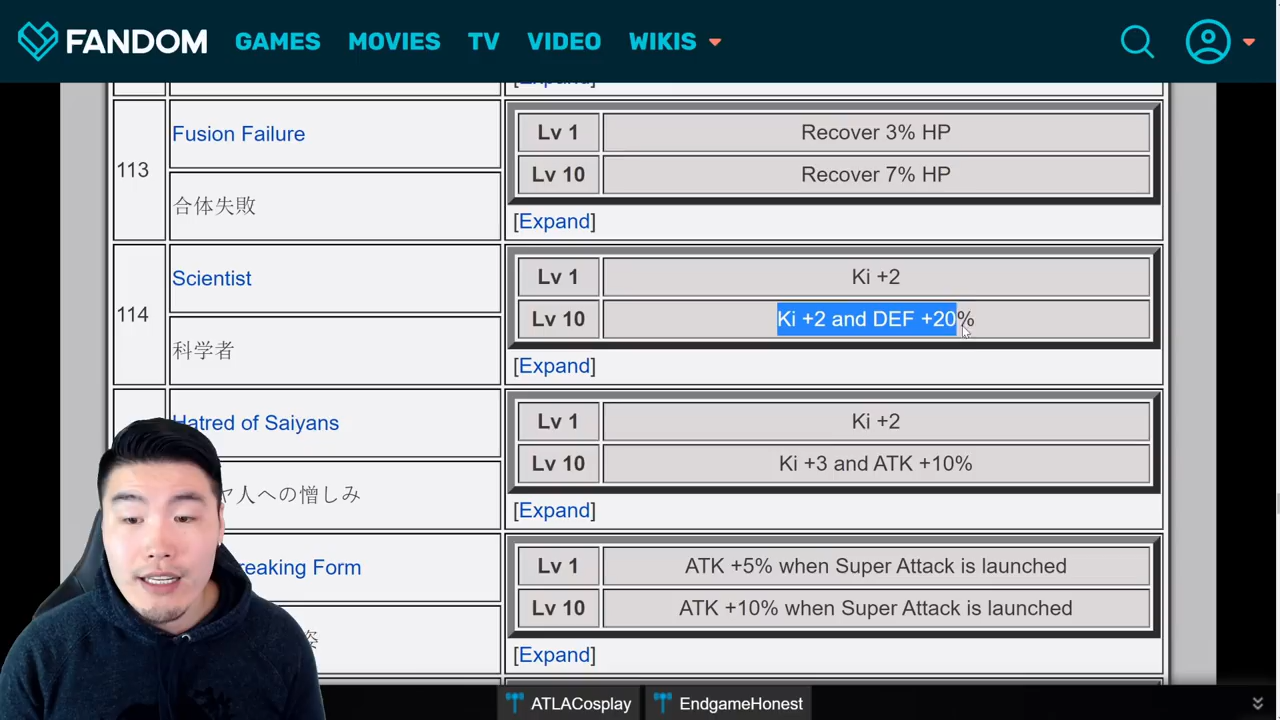 FANDOM GAMES MOVIES TV VIDEO WIKIS
[Expand]
113
Fusion Failure
合体失敗
Lv 1 Recover 3% HP
Lv 10 Recover 7% HP
[Expand]
114
Scientist
科学者
Lv 1 Ki +2
Lv 10 Ki +2 and DEF +20%
[Expand]
Hatred of Saiyans
ヤ人への憎しみ
Lv 1 Ki +2
Lv 10 Ki +3 and ATK +10%
[Expand]
reaking Form
姿
Lv 1 ATK +5% when Super Attack is launched
Lv 10 ATK +10% when Super Attack is launched
[Expand]
ATLACosplay EndgameHonest